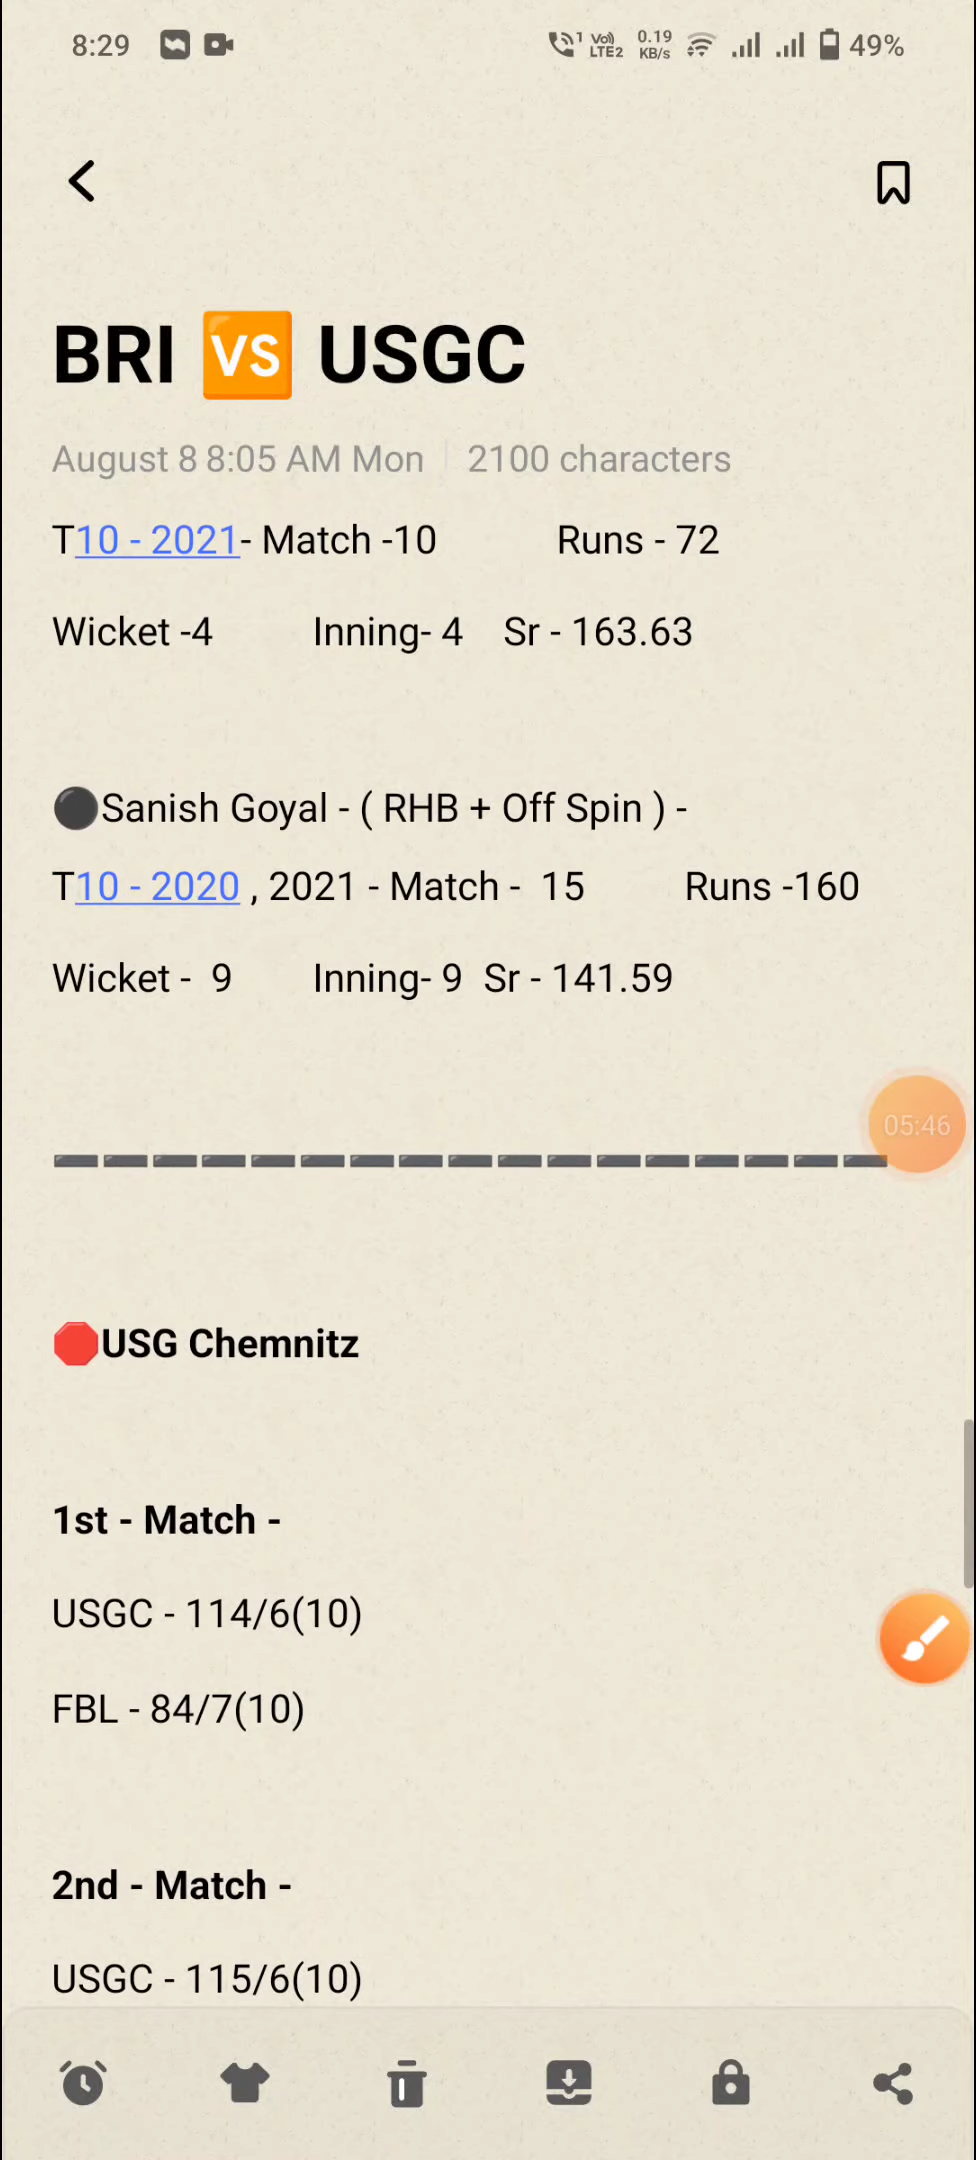 8:29 1 Vo) LTE2 0.19 KB/s 49%
BRI VS USGC
August 8 8:05 AM Mon 2100 characters
T10 - 2021- Match -10 Runs - 72
Wicket -4 Inning- 4 Sr - 163.63
Sanish Goyal - ( RHB + Off Spin ) -
T10 - 2020 , 2021 - Match - 15 Runs -160
Wicket - 9 Inning- 9 Sr - 141.59
05:46
USG Chemnitz
1st - Match -
USGC - 114/6(10)
FBL - 84/7(10)
2nd - Match -
USGC - 115/6(10)